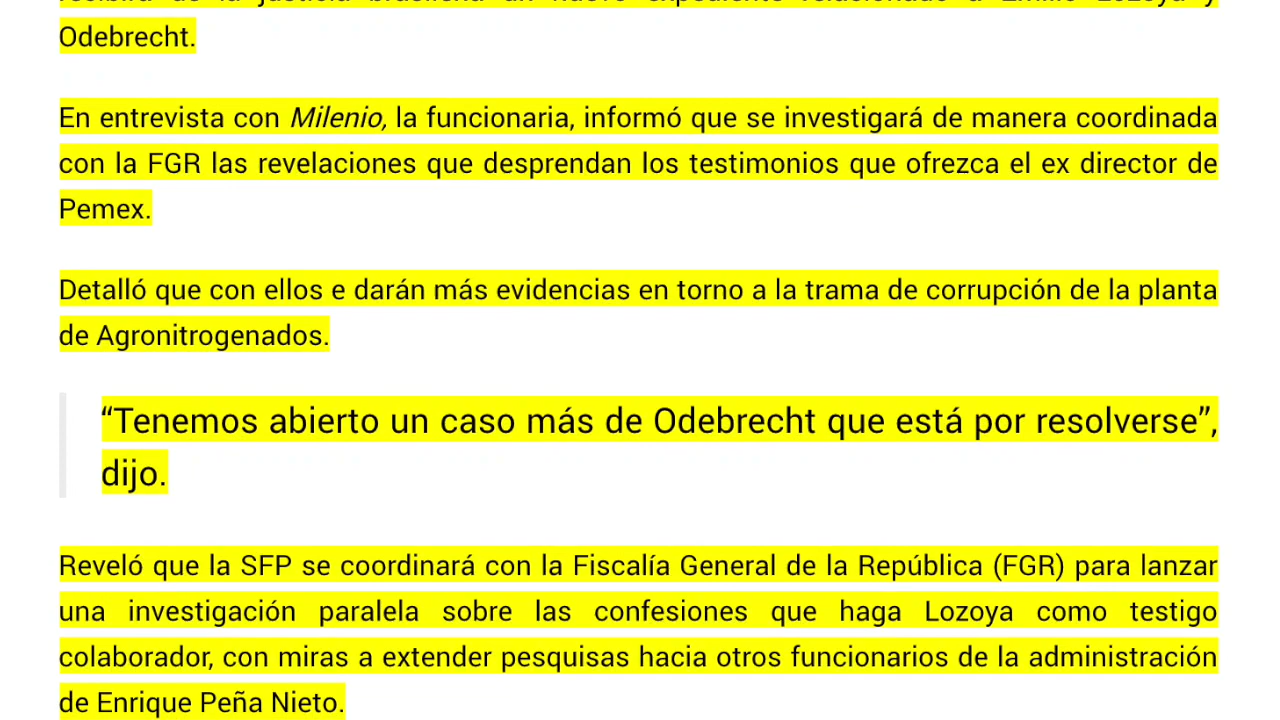 Odebrecht.
En entrevista con Milenio, la funcionaria, informó que se investigará de manera coordinada
con la FGR las revelaciones que desprendan los testimonios que ofrezca el ex director de
Pemex.
Detalló que con ellos e darán más evidencias en torno a la trama de corrupción de la planta
de Agronitrogenados.
“Tenemos abierto un caso más de Odebrecht que está por resolverse”,
dijo.
Reveló que la SFP se coordinará con la Fiscalía General de la República (FGR) para lanzar
una investigación paralela sobre las confesiones que haga Lozoya como testigo
colaborador, con miras a extender pesquisas hacia otros funcionarios de la administración
de Enrique Peña Nieto.